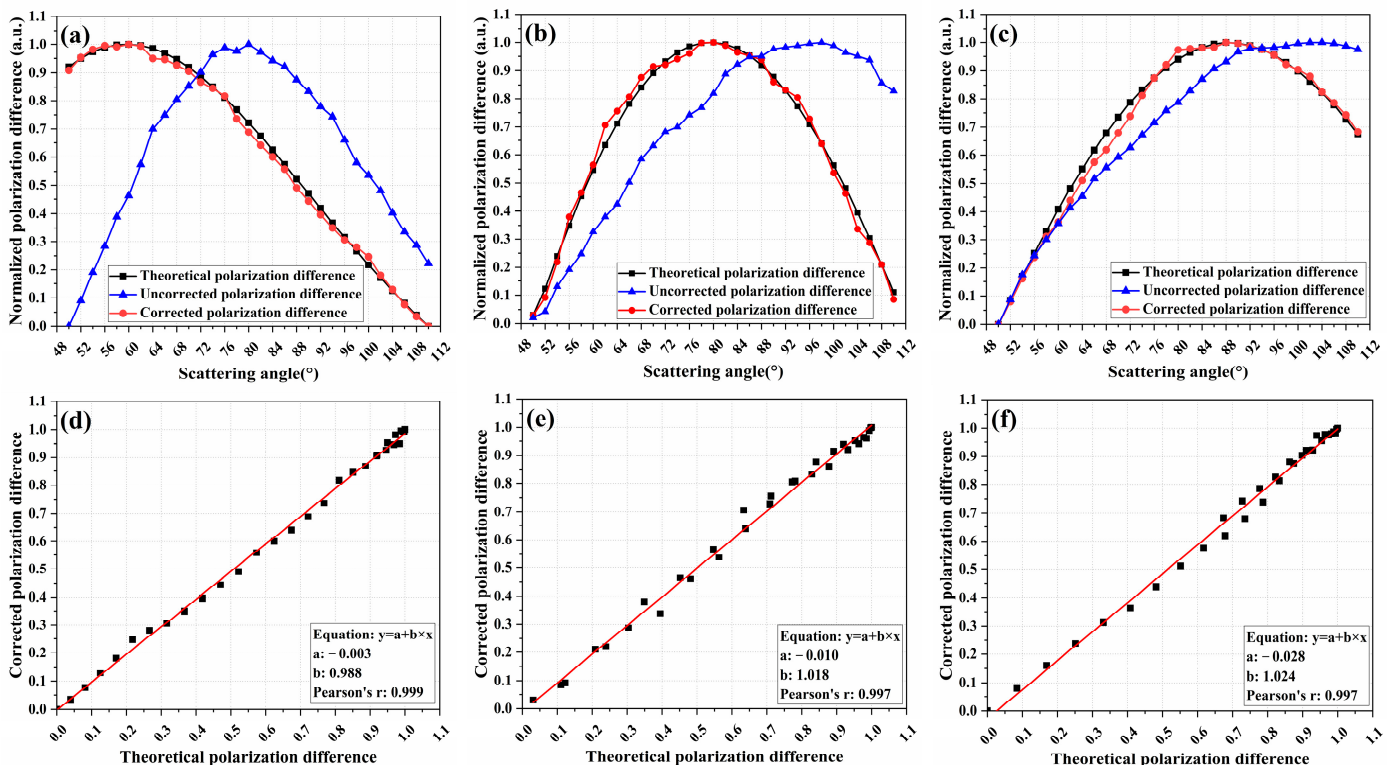 (a)
Normalized polarization difference (a.u.)
1.1
1.0
0.9
0.8
0.7
0.6
0.5
0.4
0.3
0.2
0.1
0.0
Theoretical polarization difference
Uncorrected polarization difference
Corrected polarization difference
48 52 56 60 64 68 72 76 80 84 88 92 96 100 104 108 112
Scattering angle(°)
(b)
Normalized polarization difference (a.u.)
1.1
1.0
0.9
0.8
0.7
0.6
0.5
0.4
0.3
0.2
0.1
0.0
Theoretical polarization difference
Uncorrected polarization difference
Corrected polarization difference
48 52 56 60 64 68 72 76 80 84 88 92 96 100 104 108 112
Scattering angle(°)
(c)
Normalized polarization difference (a.u.)
1.1
1.0
0.9
0.8
0.7
0.6
0.5
0.4
0.3
0.2
0.1
0.0
Theoretical polarization difference
Uncorrected polarization difference
Corrected polarization difference
48 52 56 60 64 68 72 76 80 84 88 92 96 100 104 108 112
Scattering angle(°)
(d)
Corrected polarization difference
1.1
1.0
0.9
0.8
0.7
0.6
0.5
0.4
0.3
0.2
0.1
0.0
Equation: y=a+b×x
a: − 0.003
b: 0.988
Pearson's r: 0.999
0.0 0.1 0.2 0.3 0.4 0.5 0.6 0.7 0.8 0.9 1.0 1.1
Theoretical polarization difference
(e)
Corrected polarization difference
1.1
1.0
0.9
0.8
0.7
0.6
0.5
0.4
0.3
0.2
0.1
0.0
Equation: y=a+b×x
a: − 0.010
b: 1.018
Pearson's r: 0.997
0.0 0.1 0.2 0.3 0.4 0.5 0.6 0.7 0.8 0.9 1.0 1.1
Theoretical polarization difference
(f)
Corrected polarization difference
1.1
1.0
0.9
0.8
0.7
0.6
0.5
0.4
0.3
0.2
0.1
0.0
Equation: y=a+b×x
a: − 0.028
b: 1.024
Pearson's r: 0.997
0.0 0.1 0.2 0.3 0.4 0.5 0.6 0.7 0.8 0.9 1.0 1.1
Theoretical polarization difference